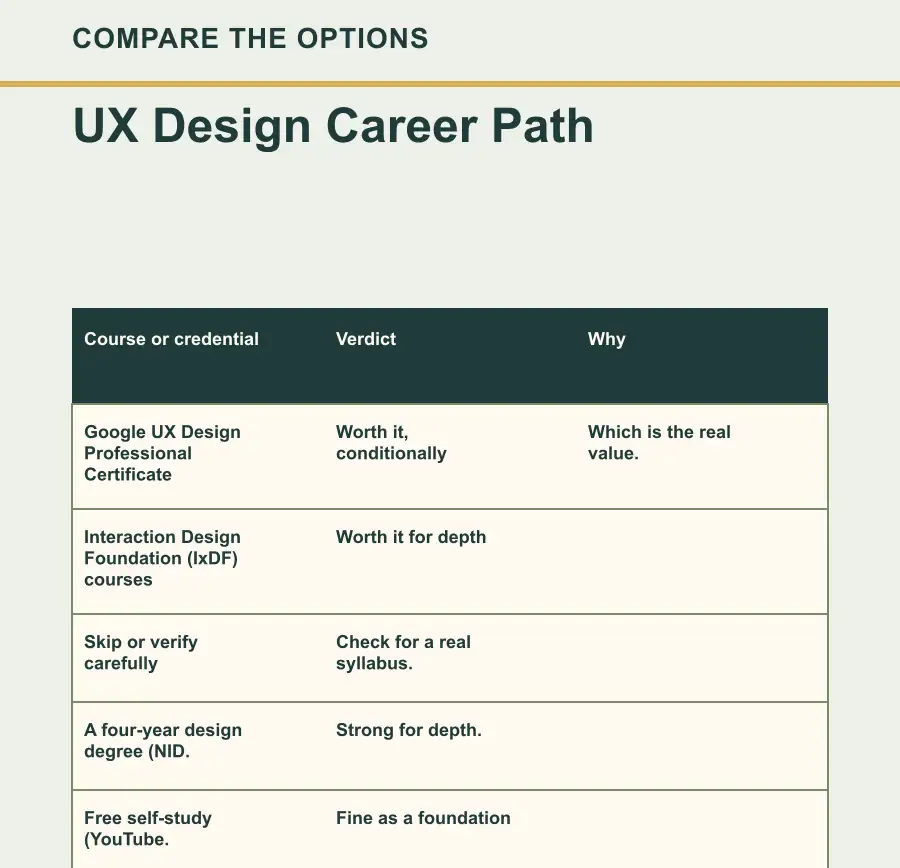 COMPARE THE OPTIONS
UX Design Career Path
Course or credential
Verdict
Why
Google UX Design
Professional
Certificate
Worth it,
conditionally
Which is the real
value.
Interaction Design
Foundation (IxDF)
courses
Worth it for depth
Skip or verify
carefully
Check for a real
syllabus.
A four-year design
degree (NID.
Strong for depth.
Free self-study
(YouTube.
Fine as a foundation